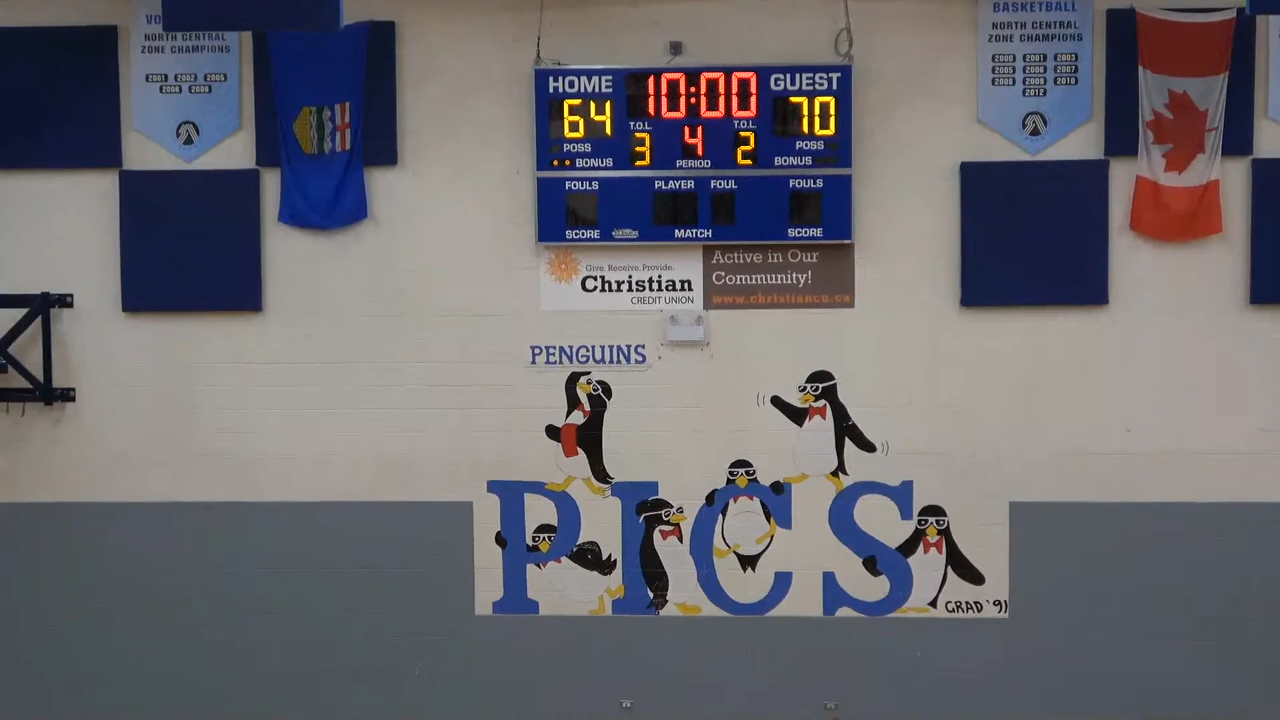 VO
NORTH CENTRAL
ZONE CHAMPIONS
2001 2002 2005
2006 2008
HOME 10:00 GUEST
64 70
T.O.L. T.O.L.
3 4 2
POSS PERIOD POSS
BONUS BONUS
FOULS PLAYER FOUL FOULS
SCORE MATCH SCORE
Give. Receive. Provide.
Christian
CREDIT UNION
Active in Our
Community!
www.christiancu.ca
BASKETBALL
NORTH CENTRAL
ZONE CHAMPIONS
2000 2001 2003
2005 2006 2007
2008 2009 2010
2012
PENGUINS
PICS
GRAD '91